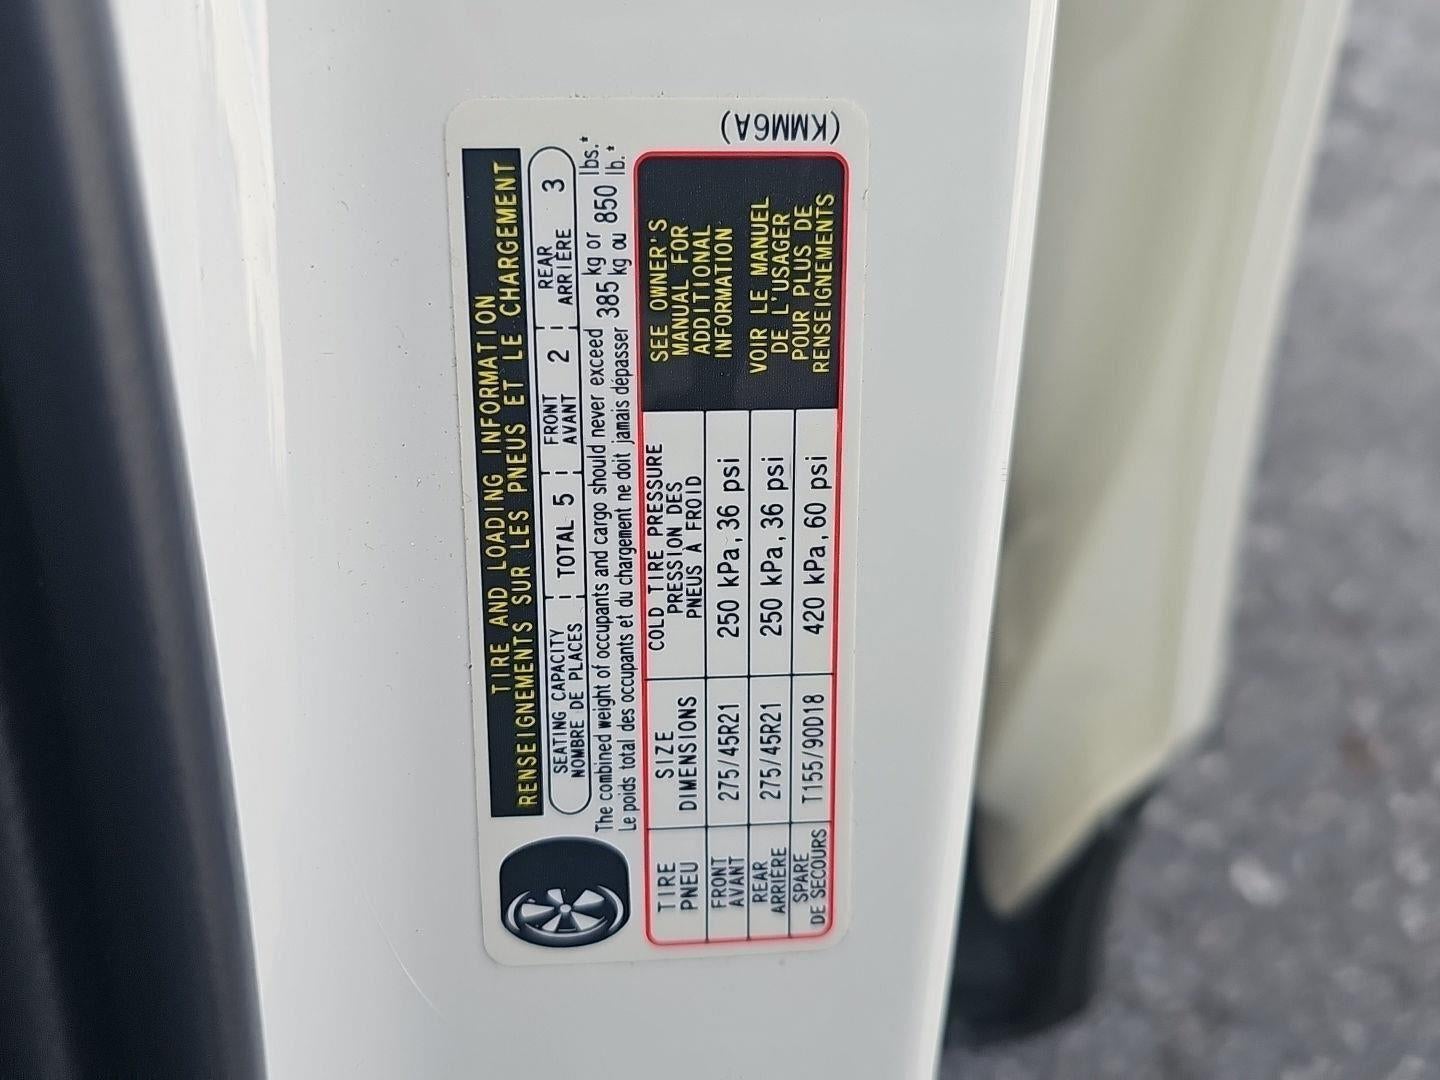 TIRE AND LOADING INFORMATION
RENSEIGNEMENTS SUR LES PNEUS ET LE CHARGEMENT
SEATING CAPACITY
NOMBRE DE PLACES
TOTAL 5
FRONT
AVANT
2
REAR
ARRIÈRE
3
The combined weight of occupants and cargo should never exceed 385 kg or 850 lbs.*
Le poids total des occupants et du chargement ne doit jamais dépasser 385 kg ou 850 lb.*
TIRE
PNEU
SIZE
DIMENSIONS
COLD TIRE PRESSURE
PRESSION DES
PNEUS À FROID
FRONT
AVANT
275/45R21
250 kPa, 36 psi
REAR
ARRIÈRE
275/45R21
250 kPa, 36 psi
SPARE
DE SECOURS
T155/90D18
420 kPa, 60 psi
SEE OWNER'S
MANUAL FOR
ADDITIONAL
INFORMATION
VOIR LE MANUEL
DE L'USAGER
POUR PLUS DE
RENSEIGNEMENTS
(KMM6A)